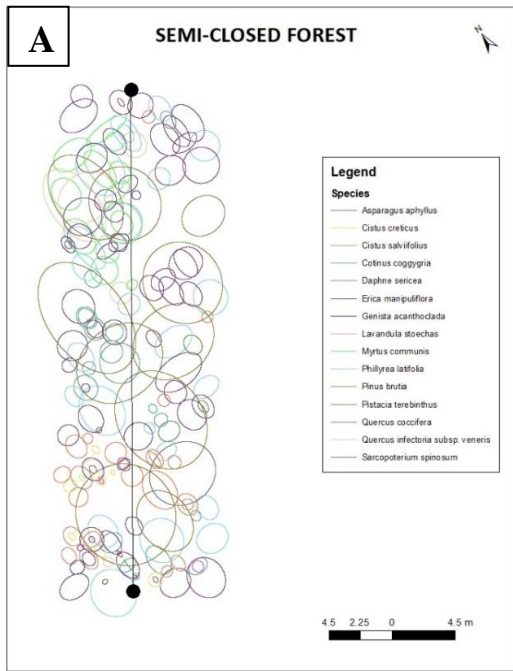 A
SEMI-CLOSED FOREST
N
Legend
Species
Asparagus aphyllus
Cistus creticus
Cistus salviifolius
Cotinus coggygria
Daphne sericea
Erica manipuliflora
Genista acanthoclada
Lavandula stoechas
Myrtus communis
Phillyrea latifolia
Pinus brutia
Pistacia terebinthus
Quercus coccifera
Quercus infectoria subsp. veneris
Sarcopoterium spinosum
4.5 2.25 0 4.5 m